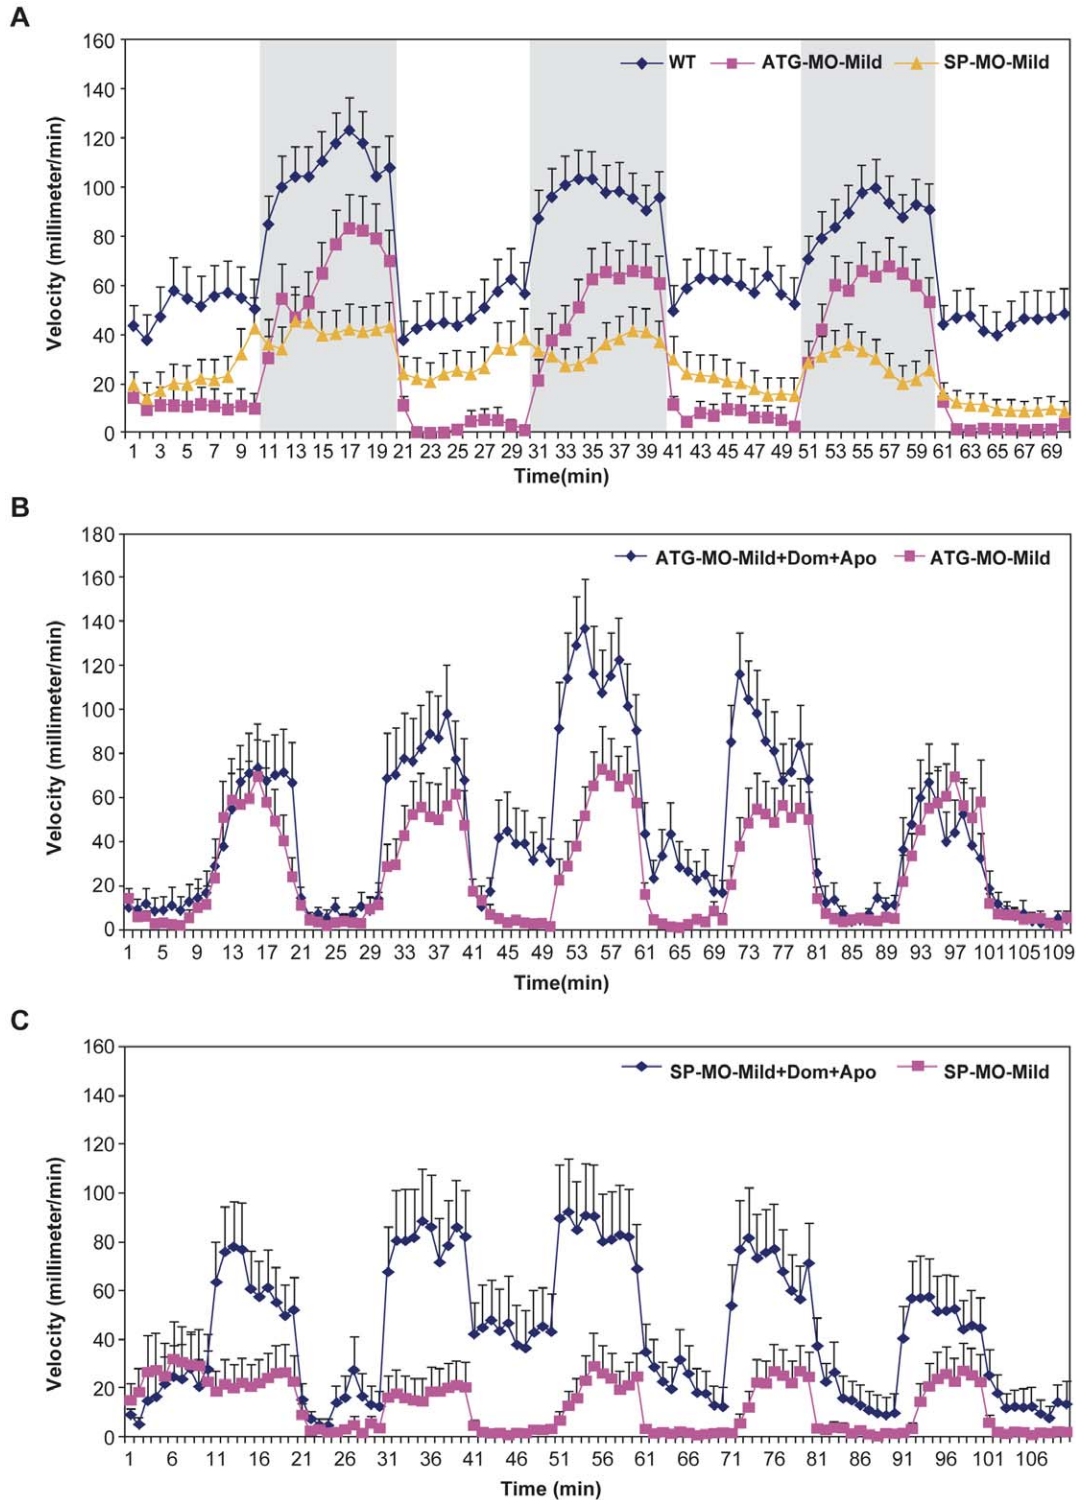 A
Velocity (millimeter/min)
160
140
120
100
80
60
40
20
0
WT ATG-MO-Mild SP-MO-Mild
1 3 5 7 9 11 13 15 17 19 21 23 25 27 29 31 33 35 37 39 41 43 45 47 49 51 53 55 57 59 61 63 65 67 69
Time(min)
B
Velocity (millimeter/min)
180
160
140
120
100
80
60
40
20
0
ATG-MO-Mild+Dom+Apo ATG-MO-Mild
1 5 9 13 17 21 25 29 33 37 41 45 49 53 57 61 65 69 73 77 81 85 89 93 97 101 105 109
Time(min)
C
Velocity (millimeter/min)
160
140
120
100
80
60
40
20
0
SP-MO-Mild+Dom+Apo SP-MO-Mild
1 6 11 16 21 26 31 36 41 46 51 56 61 66 71 76 81 86 91 96 101 106
Time (min)